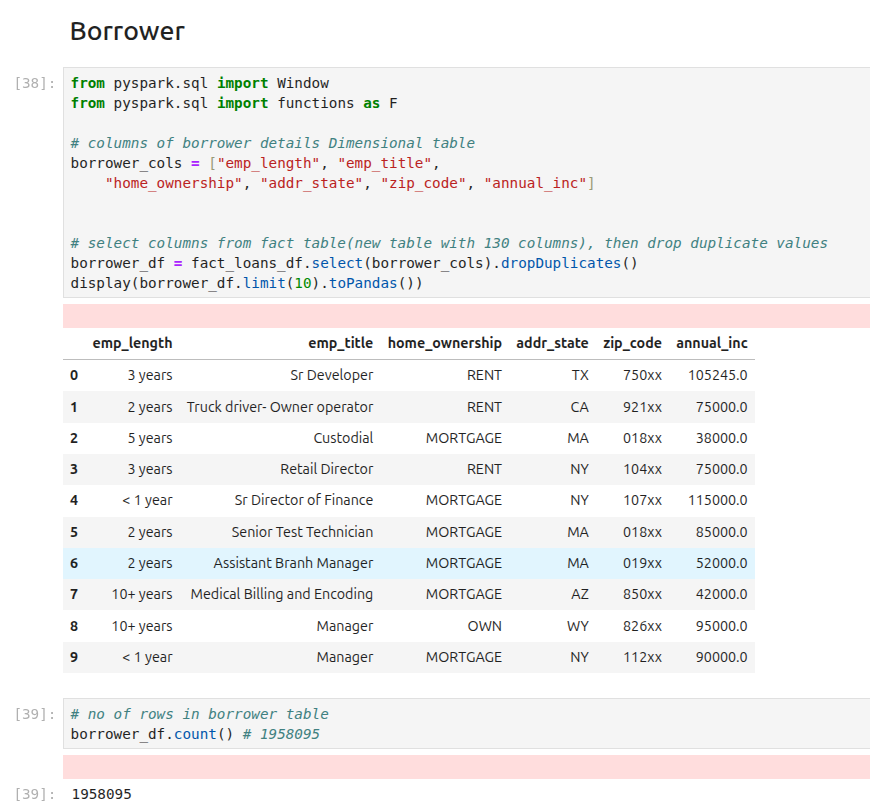 Borrower
[38]:
from pyspark.sql import Window
from pyspark.sql import functions as F
# columns of borrower details Dimensional table
borrower_cols = ["emp_length", "emp_title",
    "home_ownership", "addr_state", "zip_code", "annual_inc"]
# select columns from fact table(new table with 130 columns), then drop duplicate values
borrower_df = fact_loans_df.select(borrower_cols).dropDuplicates()
display(borrower_df.limit(10).toPandas())
emp_length emp_title home_ownership addr_state zip_code annual_inc
0 3 years Sr Developer RENT TX 750xx 105245.0
1 2 years Truck driver- Owner operator RENT CA 921xx 75000.0
2 5 years Custodial MORTGAGE MA 018xx 38000.0
3 3 years Retail Director RENT NY 104xx 75000.0
4 < 1 year Sr Director of Finance MORTGAGE NY 107xx 115000.0
5 2 years Senior Test Technician MORTGAGE MA 018xx 85000.0
6 2 years Assistant Branh Manager MORTGAGE MA 019xx 52000.0
7 10+ years Medical Billing and Encoding MORTGAGE AZ 850xx 42000.0
8 10+ years Manager OWN WY 826xx 95000.0
9 < 1 year Manager MORTGAGE NY 112xx 90000.0
[39]:
# no of rows in borrower table
borrower_df.count() # 1958095
[39]: 1958095